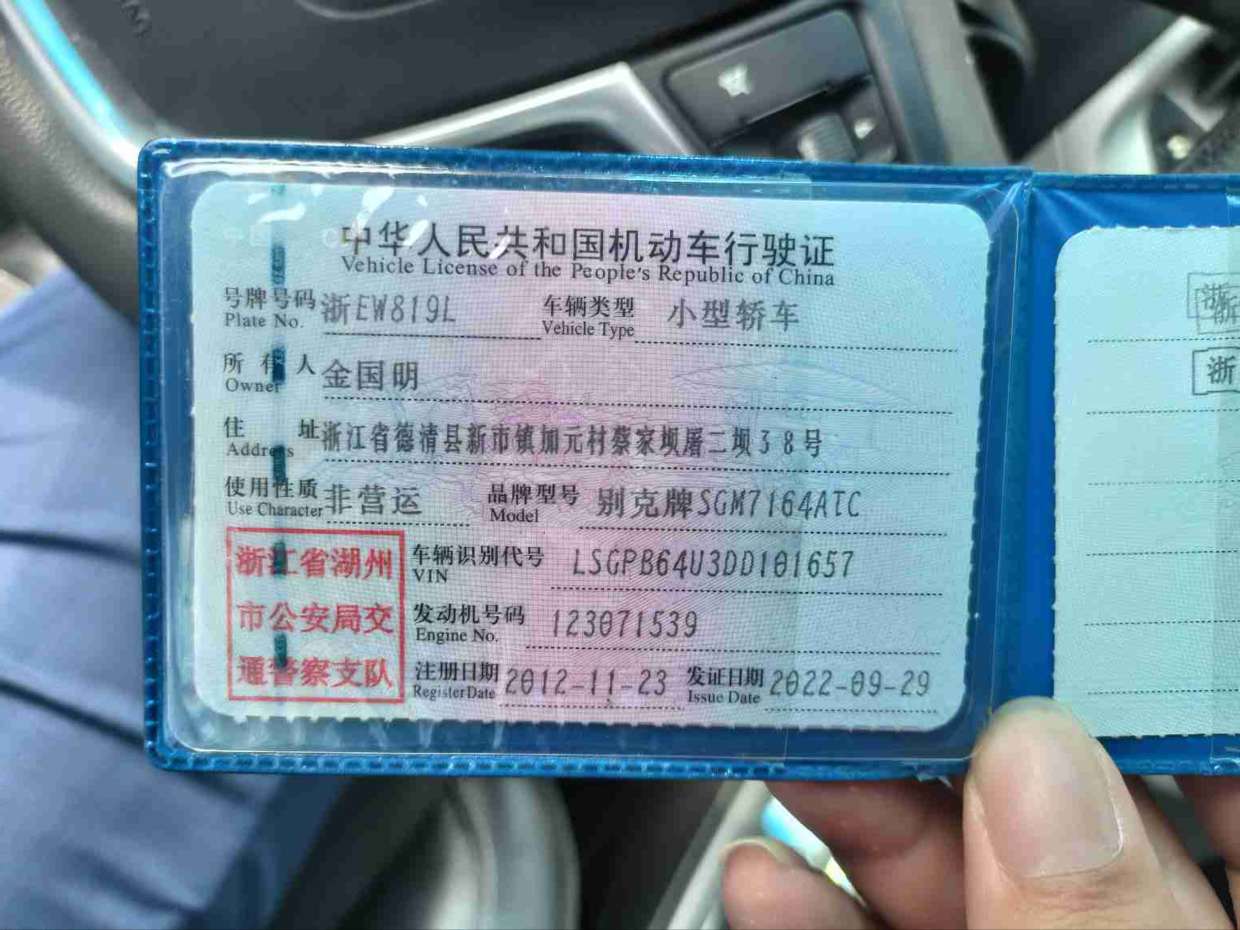 中华人民共和国机动车行驶证
Vehicle License of the People's Republic of China
号牌号码 浙EW819L 车辆类型 小型轿车
Plate No. Vehicle Type
所有人 金国明
Owner
住址 浙江省德清县新市镇加元村蔡家坝屠二坝38号
Address
使用性质 非营运 品牌型号 别克牌SGM7164ATC
Use Character Model
浙江省湖州
市公安局交
通警察支队
车辆识别代号 LSGPB64U3DD101657
VIN
发动机号码 123071539
Engine No.
注册日期 2012-11-23 发证日期 2022-09-29
Register Date Issue Date
浙
浙